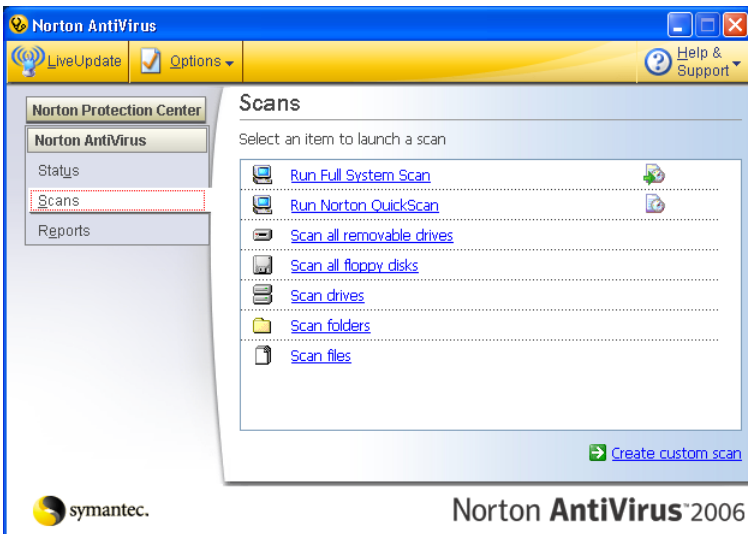 Norton AntiVirus
LiveUpdate Options Help & Support
Norton Protection Center
Norton AntiVirus
Status
Scans
Reports
Scans
Select an item to launch a scan
Run Full System Scan
Run Norton QuickScan
Scan all removable drives
Scan all floppy disks
Scan drives
Scan folders
Scan files
Create custom scan
symantec.
Norton AntiVirus™2006